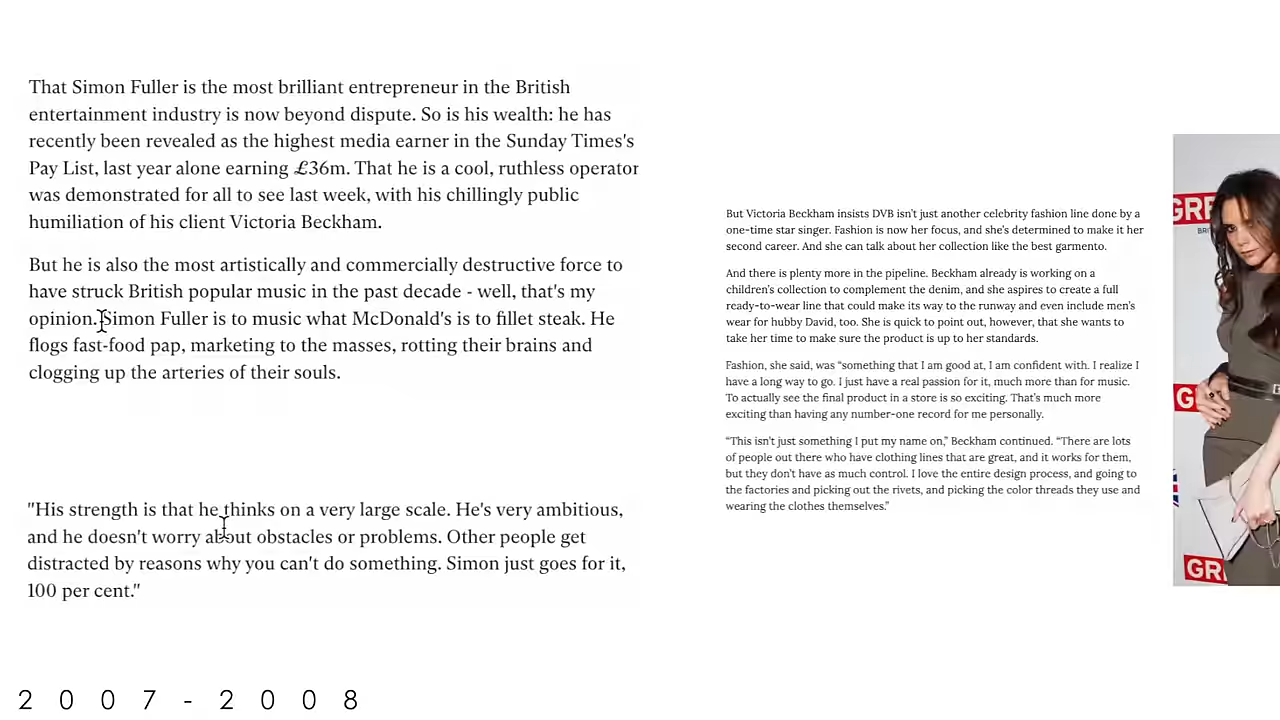 That Simon Fuller is the most brilliant entrepreneur in the British
entertainment industry is now beyond dispute. So is his wealth: he has
recently been revealed as the highest media earner in the Sunday Times's
Pay List, last year alone earning £36m. That he is a cool, ruthless operator
was demonstrated for all to see last week, with his chillingly public
humiliation of his client Victoria Beckham.
But he is also the most artistically and commercially destructive force to
have struck British popular music in the past decade - well, that's my
opinion. Simon Fuller is to music what McDonald's is to fillet steak. He
flogs fast-food pap, marketing to the masses, rotting their brains and
clogging up the arteries of their souls.
"His strength is that he thinks on a very large scale. He's very ambitious,
and he doesn't worry about obstacles or problems. Other people get
distracted by reasons why you can't do something. Simon just goes for it,
100 per cent."
But Victoria Beckham insists DVB isn't just another celebrity fashion line done by a
one-time star singer. Fashion is now her focus, and she's determined to make it her
second career. And she can talk about her collection like the best garmento.
And there is plenty more in the pipeline. Beckham already is working on a
children's collection to complement the denim, and she aspires to create a full
ready-to-wear line that could make its way to the runway and even include men's
wear for hubby David, too. She is quick to point out, however, that she wants to
take her time to make sure the product is up to her standards.
Fashion, she said, was “something that I am good at, I am confident with. I realize I
have a long way to go. I just have a real passion for it, much more than for music.
To actually see the final product in a store is so exciting. That's much more
exciting than having any number-one record for me personally.
“This isn't just something I put my name on,” Beckham continued. “There are lots
of people out there who have clothing lines that are great, and it works for them,
but they don't have as much control. I love the entire design process, and going to
the factories and picking out the rivets, and picking the color threads they use and
wearing the clothes themselves.”
GRE
BRI
G
GR
2007-2008